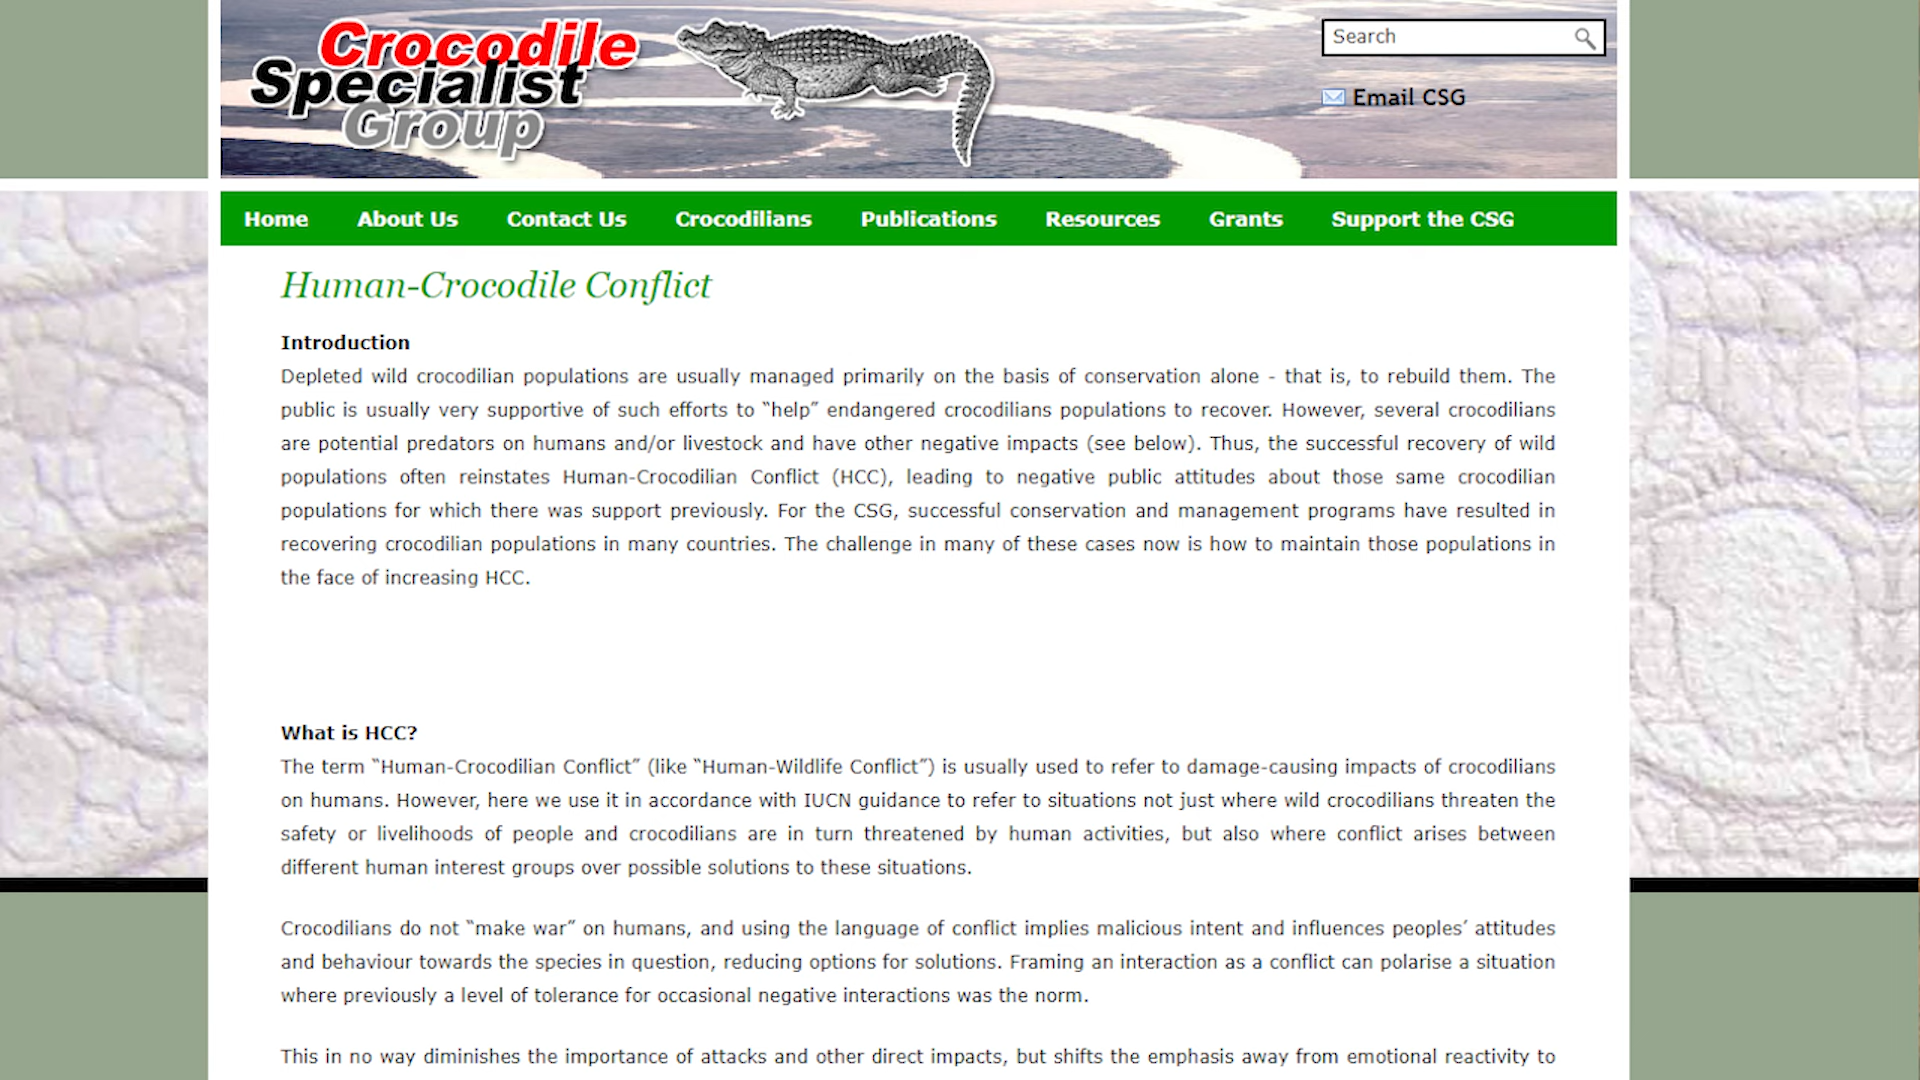 Crocodile
Specialist
Group
Search
Email CSG
Home About Us Contact Us Crocodilians Publications Resources Grants Support the CSG
Human-Crocodile Conflict
Introduction
Depleted wild crocodilian populations are usually managed primarily on the basis of conservation alone - that is, to rebuild them. The
public is usually very supportive of such efforts to “help” endangered crocodilians populations to recover. However, several crocodilians
are potential predators on humans and/or livestock and have other negative impacts (see below). Thus, the successful recovery of wild
populations often reinstates Human-Crocodilian Conflict (HCC), leading to negative public attitudes about those same crocodilian
populations for which there was support previously. For the CSG, successful conservation and management programs have resulted in
recovering crocodilian populations in many countries. The challenge in many of these cases now is how to maintain those populations in
the face of increasing HCC.
What is HCC?
The term “Human-Crocodilian Conflict” (like “Human-Wildlife Conflict”) is usually used to refer to damage-causing impacts of crocodilians
on humans. However, here we use it in accordance with IUCN guidance to refer to situations not just where wild crocodilians threaten the
safety or livelihoods of people and crocodilians are in turn threatened by human activities, but also where conflict arises between
different human interest groups over possible solutions to these situations.
Crocodilians do not “make war” on humans, and using the language of conflict implies malicious intent and influences peoples’ attitudes
and behaviour towards the species in question, reducing options for solutions. Framing an interaction as a conflict can polarise a situation
where previously a level of tolerance for occasional negative interactions was the norm.
This in no way diminishes the importance of attacks and other direct impacts, but shifts the emphasis away from emotional reactivity to